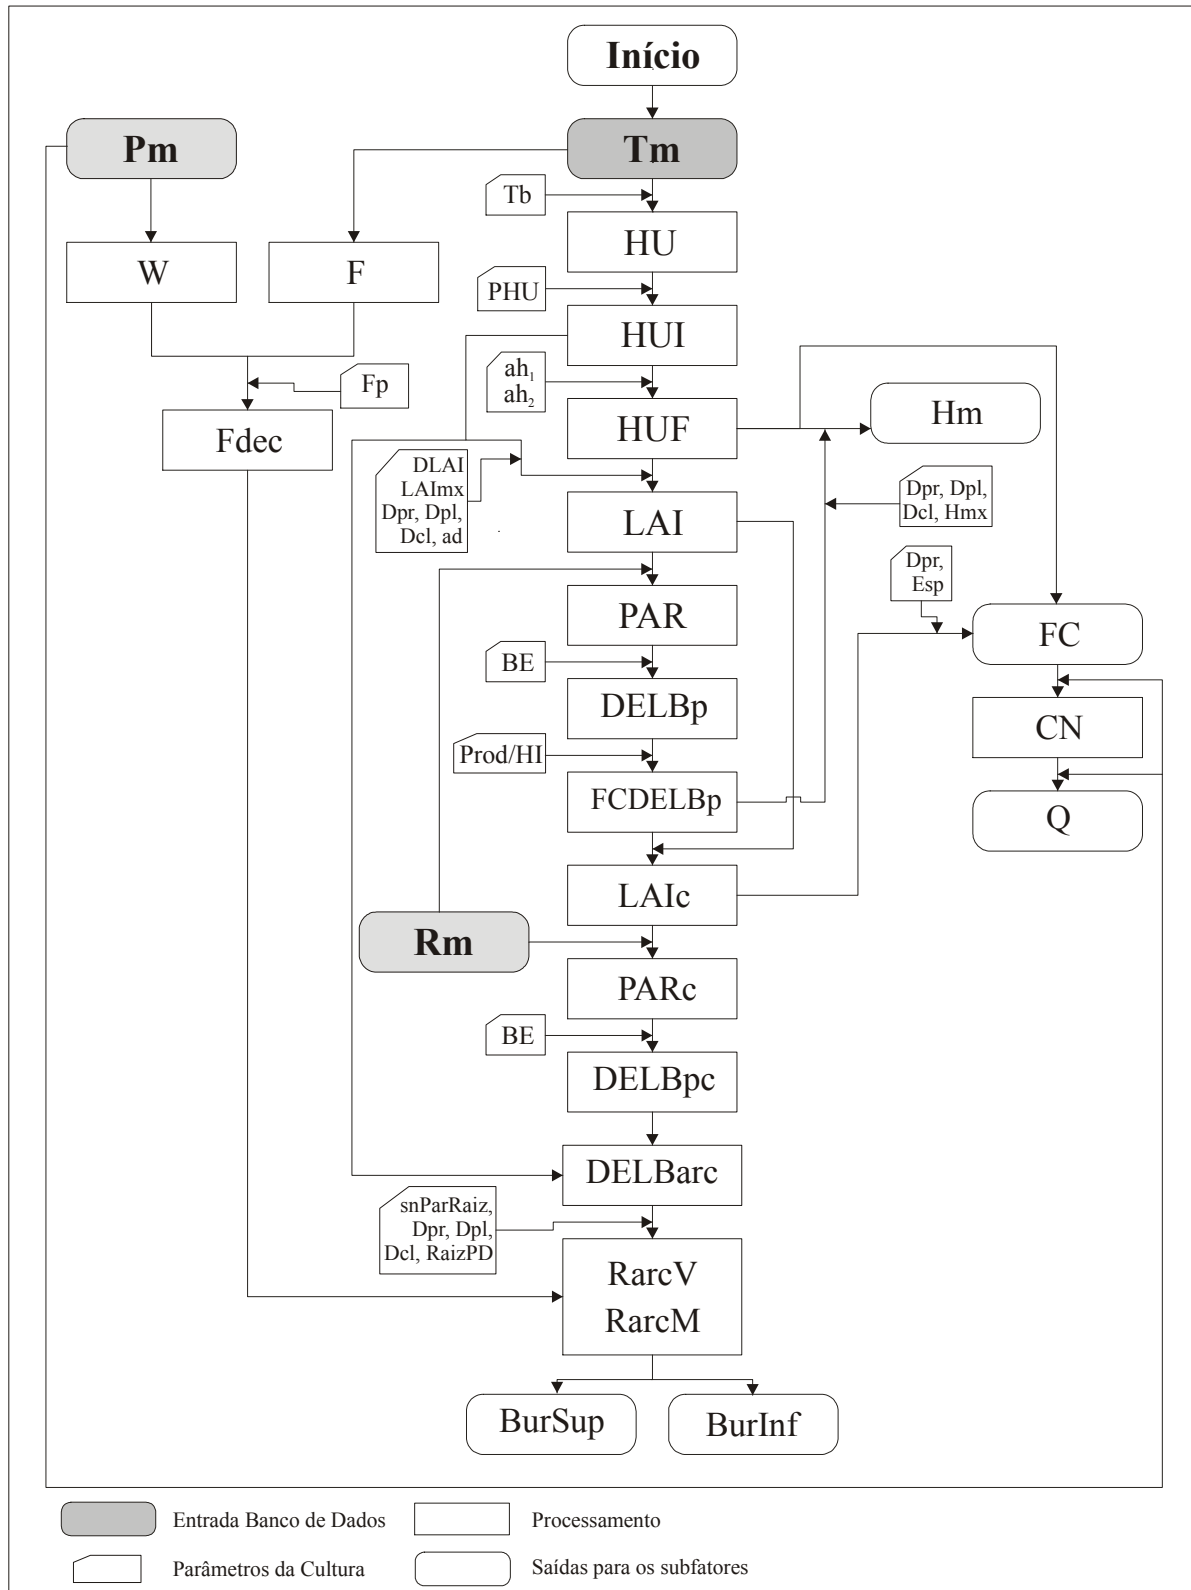 Início
Pm
Tm
Tb
W
F
HU
PHU
HUI
ah₁
ah₂
Fp
HUF
Hm
Fdec
DLAI
LAImx
Dpr, Dpl,
Dcl, ad
Dpr, Dpl,
Dcl, Hmx
LAI
Dpr,
Esp
PAR
FC
BE
DELBp
CN
Prod/HI
FCDELBp
Q
LAIc
Rm
PARc
BE
DELBpc
DELBarc
snParRaiz,
Dpr, Dpl,
Dcl, RaizPD
RarcV
RarcM
BurSup
BurInf
Entrada Banco de Dados
Processamento
Parâmetros da Cultura
Saídas para os subfatores